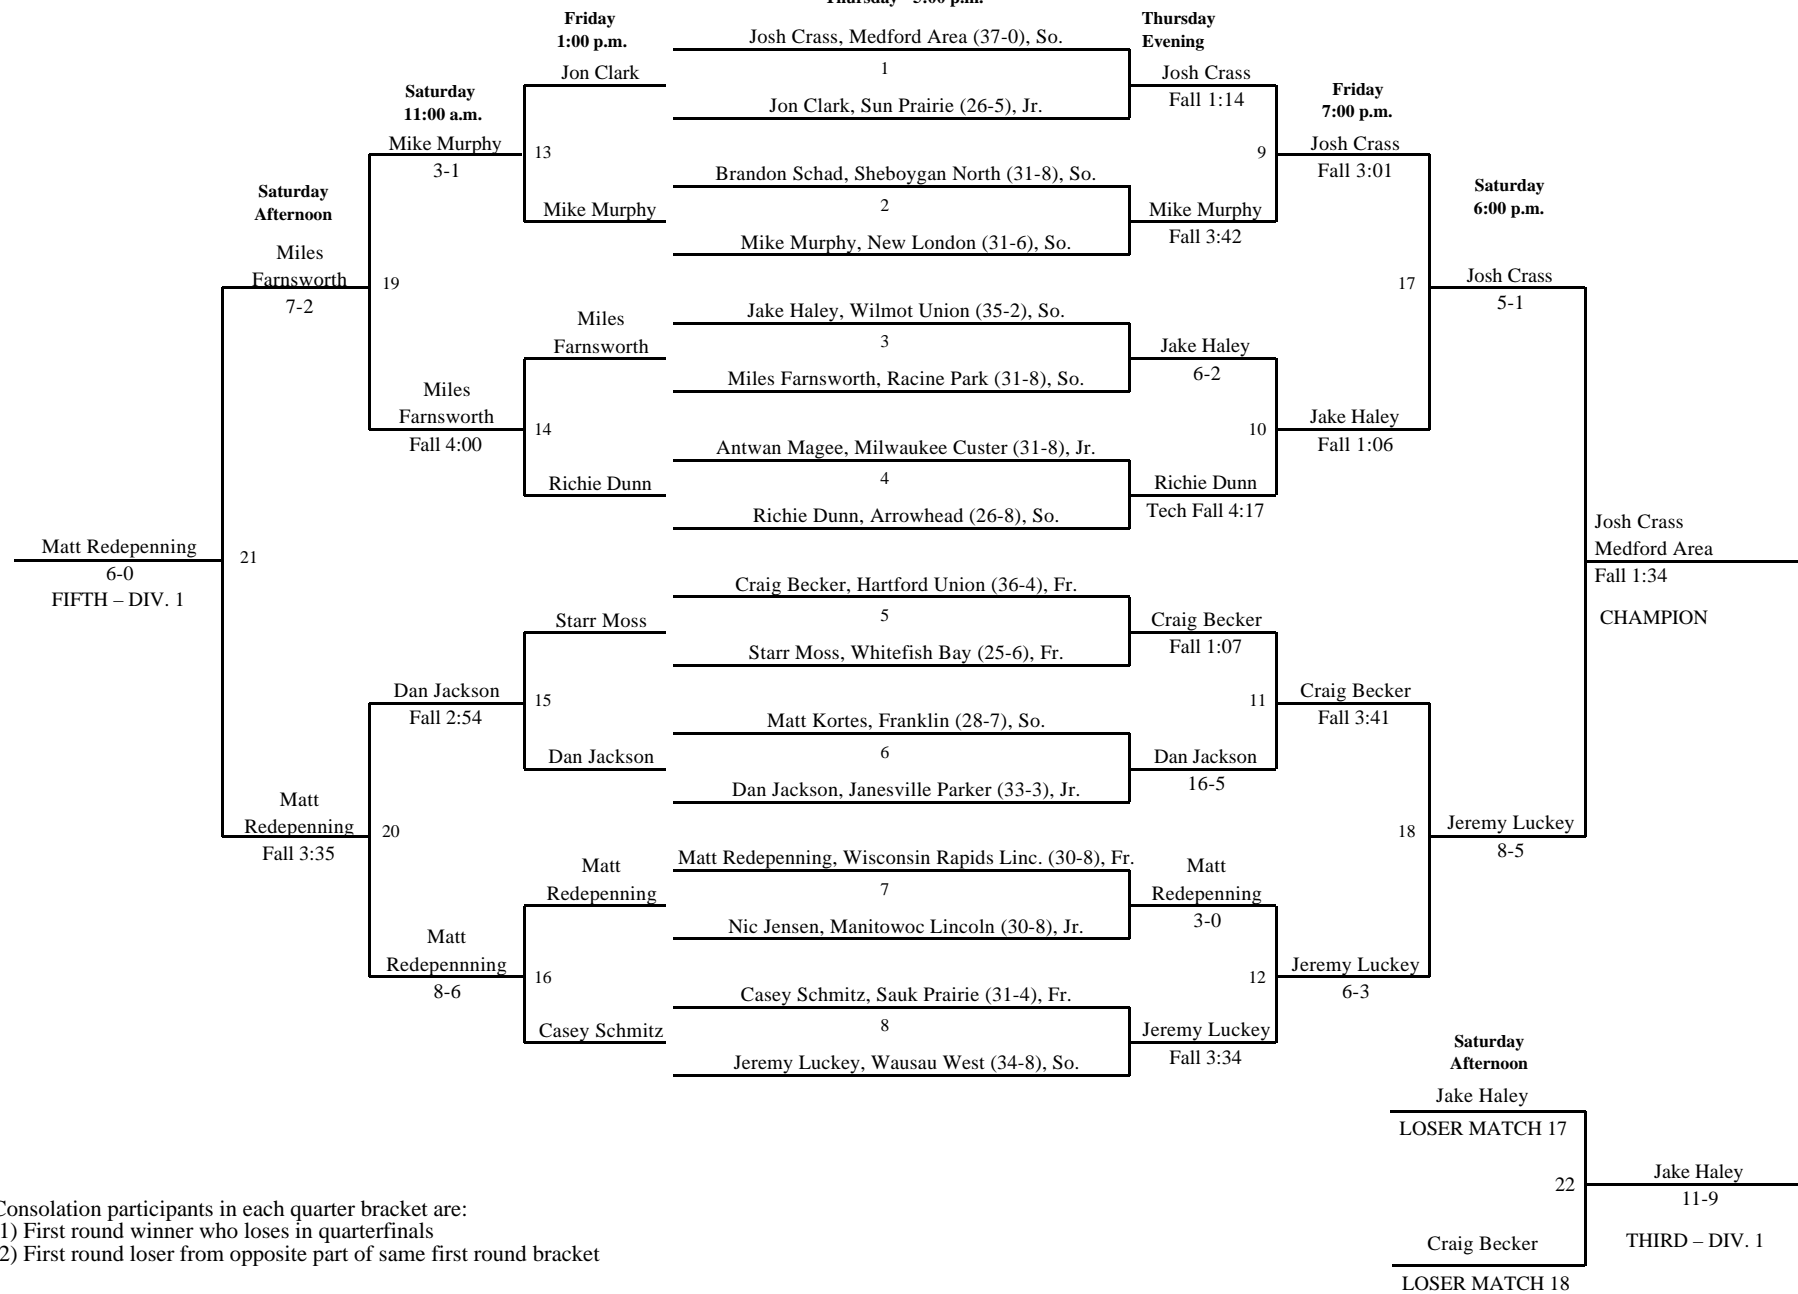 Friday
1:00 p.m.
Thursday
Evening
Josh Crass, Medford Area (37-0), So.
1
Jon Clark, Sun Prairie (26-5), Jr.
Jon Clark
Josh Crass
Fall 1:14
Saturday
11:00 a.m.
Friday
7:00 p.m.
Mike Murphy
3-1
13
9
Josh Crass
Fall 3:01
Brandon Schad, Sheboygan North (31-8), So.
2
Mike Murphy, New London (31-6), So.
Mike Murphy
Mike Murphy
Fall 3:42
Saturday
Afternoon
Saturday
6:00 p.m.
Miles
Farnsworth
7-2
19
17
Josh Crass
5-1
Jake Haley, Wilmot Union (35-2), So.
3
Miles Farnsworth, Racine Park (31-8), So.
Miles
Farnsworth
Jake Haley
6-2
Miles
Farnsworth
Fall 4:00
14
10
Jake Haley
Fall 1:06
Antwan Magee, Milwaukee Custer (31-8), Jr.
4
Richie Dunn, Arrowhead (26-8), So.
Richie Dunn
Richie Dunn
Tech Fall 4:17
Matt Redepenning
6-0
FIFTH – DIV. 1
21
Josh Crass
Medford Area
Fall 1:34
CHAMPION
Craig Becker, Hartford Union (36-4), Fr.
5
Starr Moss, Whitefish Bay (25-6), Fr.
Starr Moss
Craig Becker
Fall 1:07
Dan Jackson
Fall 2:54
15
11
Craig Becker
Fall 3:41
Matt Kortes, Franklin (28-7), So.
6
Dan Jackson, Janesville Parker (33-3), Jr.
Dan Jackson
Dan Jackson
16-5
Matt
Redepenning
Fall 3:35
20
18
Jeremy Luckey
8-5
Matt Redepenning, Wisconsin Rapids Linc. (30-8), Fr.
7
Nic Jensen, Manitowoc Lincoln (30-8), Jr.
Matt
Redepenning
Matt
Redepenning
3-0
Matt
Redepennning
8-6
16
12
Jeremy Luckey
6-3
Casey Schmitz, Sauk Prairie (31-4), Fr.
8
Jeremy Luckey, Wausau West (34-8), So.
Casey Schmitz
Jeremy Luckey
Fall 3:34
Saturday
Afternoon
Jake Haley
LOSER MATCH 17
22
Jake Haley
11-9
THIRD – DIV. 1
Craig Becker
LOSER MATCH 18
Consolation participants in each quarter bracket are:
1) First round winner who loses in quarterfinals
2) First round loser from opposite part of same first round bracket